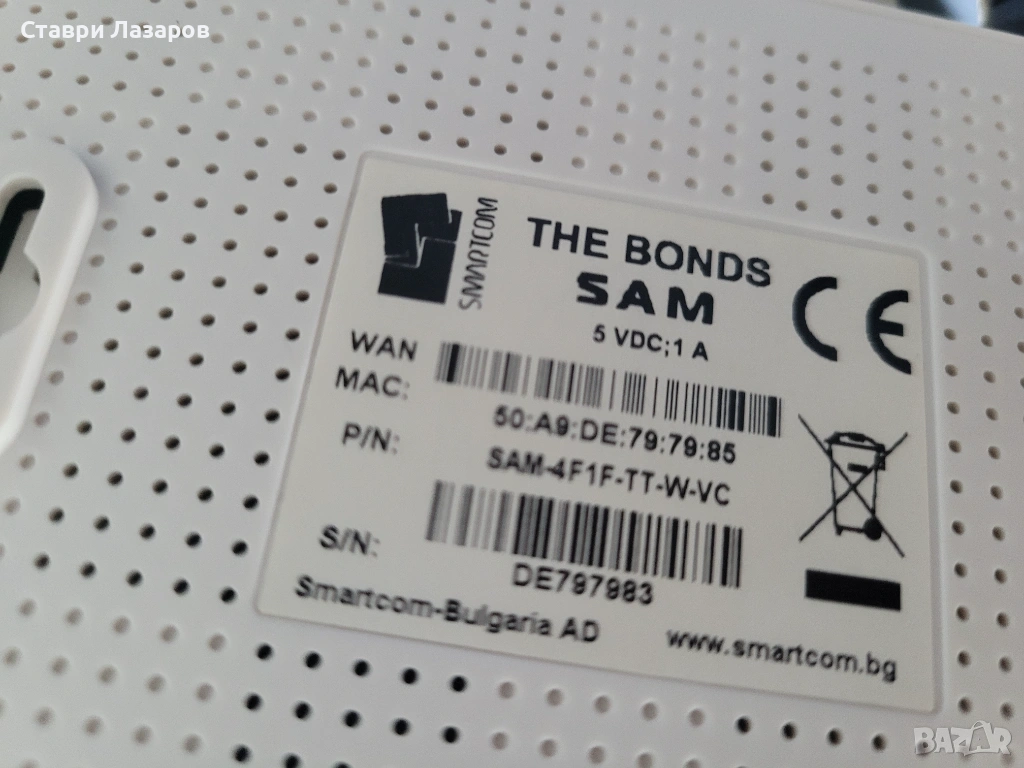 Ставри Лазаров
SMARTCOM
THE BONDS
SAM
5 VDC;1 A
CE
WAN
MAC:
50:A9:DE:79:79:85
P/N:
SAM-4F1F-TT-W-VC
S/N:
DE797983
Smartcom-Bulgaria AD
www.smartcom.bg
BAZAR